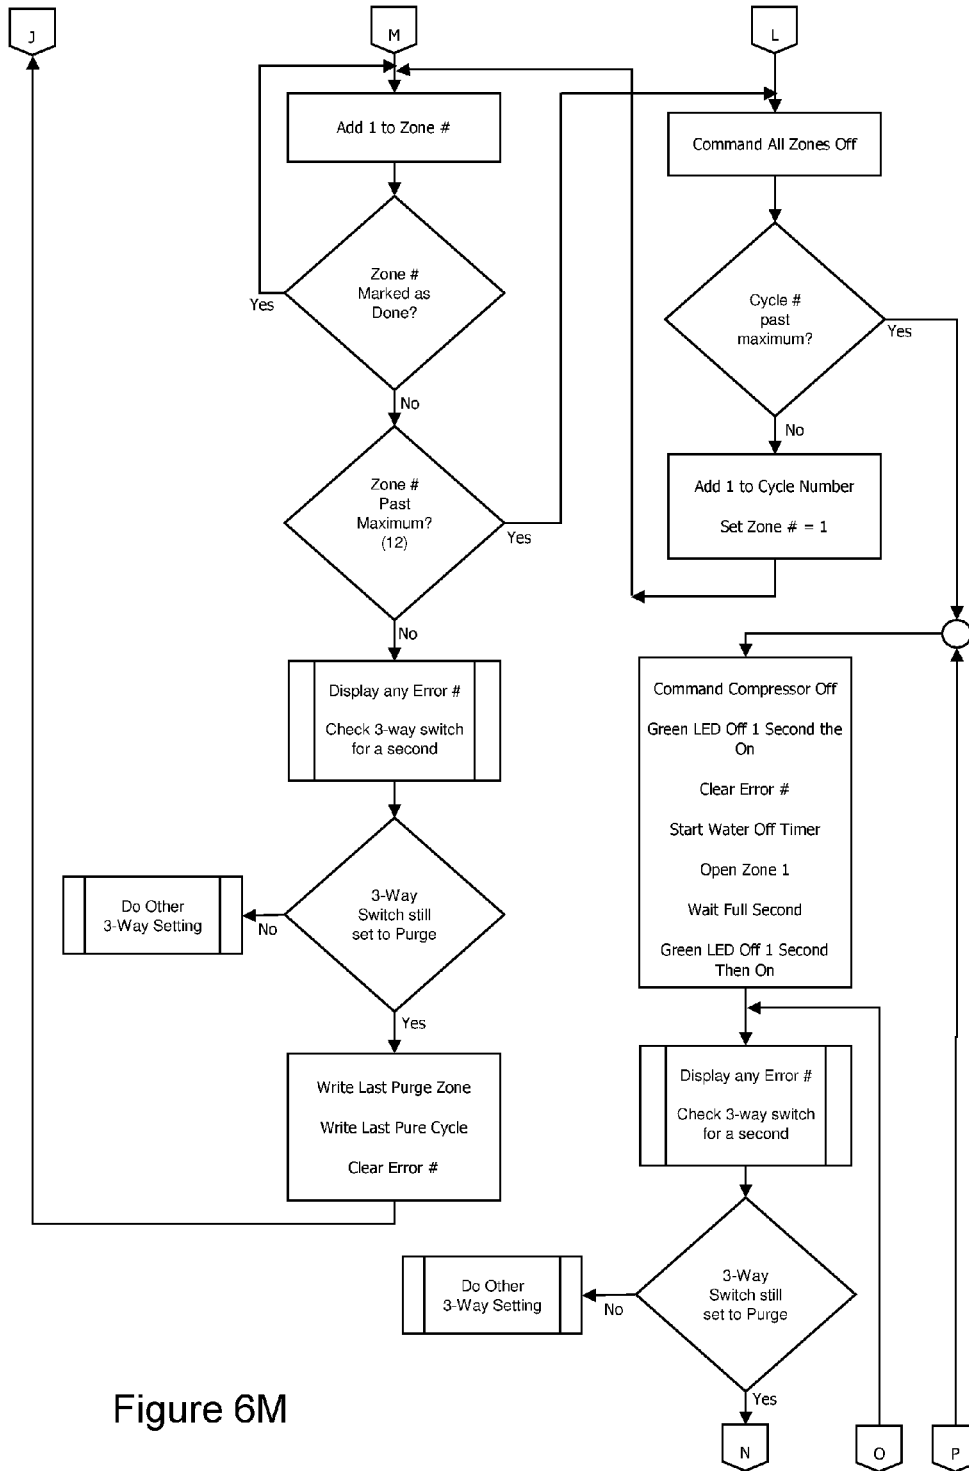 J
M
L
Add 1 to Zone #
Command All Zones Off
Zone #
Marked as
Done?
Yes
No
Cycle #
past
maximum?
Yes
No
Zone #
Past
Maximum?
(12)
Yes
No
Add 1 to Cycle Number
Set Zone # = 1
Display any Error #
Check 3-way switch
for a second
Command Compressor Off
Green LED Off 1 Second the
On
Clear Error #
Start Water Off Timer
Open Zone 1
Wait Full Second
Green LED Off 1 Second
Then On
3-Way
Switch still
set to Purge
No
Yes
Do Other
3-Way Setting
Write Last Purge Zone
Write Last Pure Cycle
Clear Error #
Display any Error #
Check 3-way switch
for a second
3-Way
Switch still
set to Purge
No
Yes
Do Other
3-Way Setting
N
O
P
Figure 6M